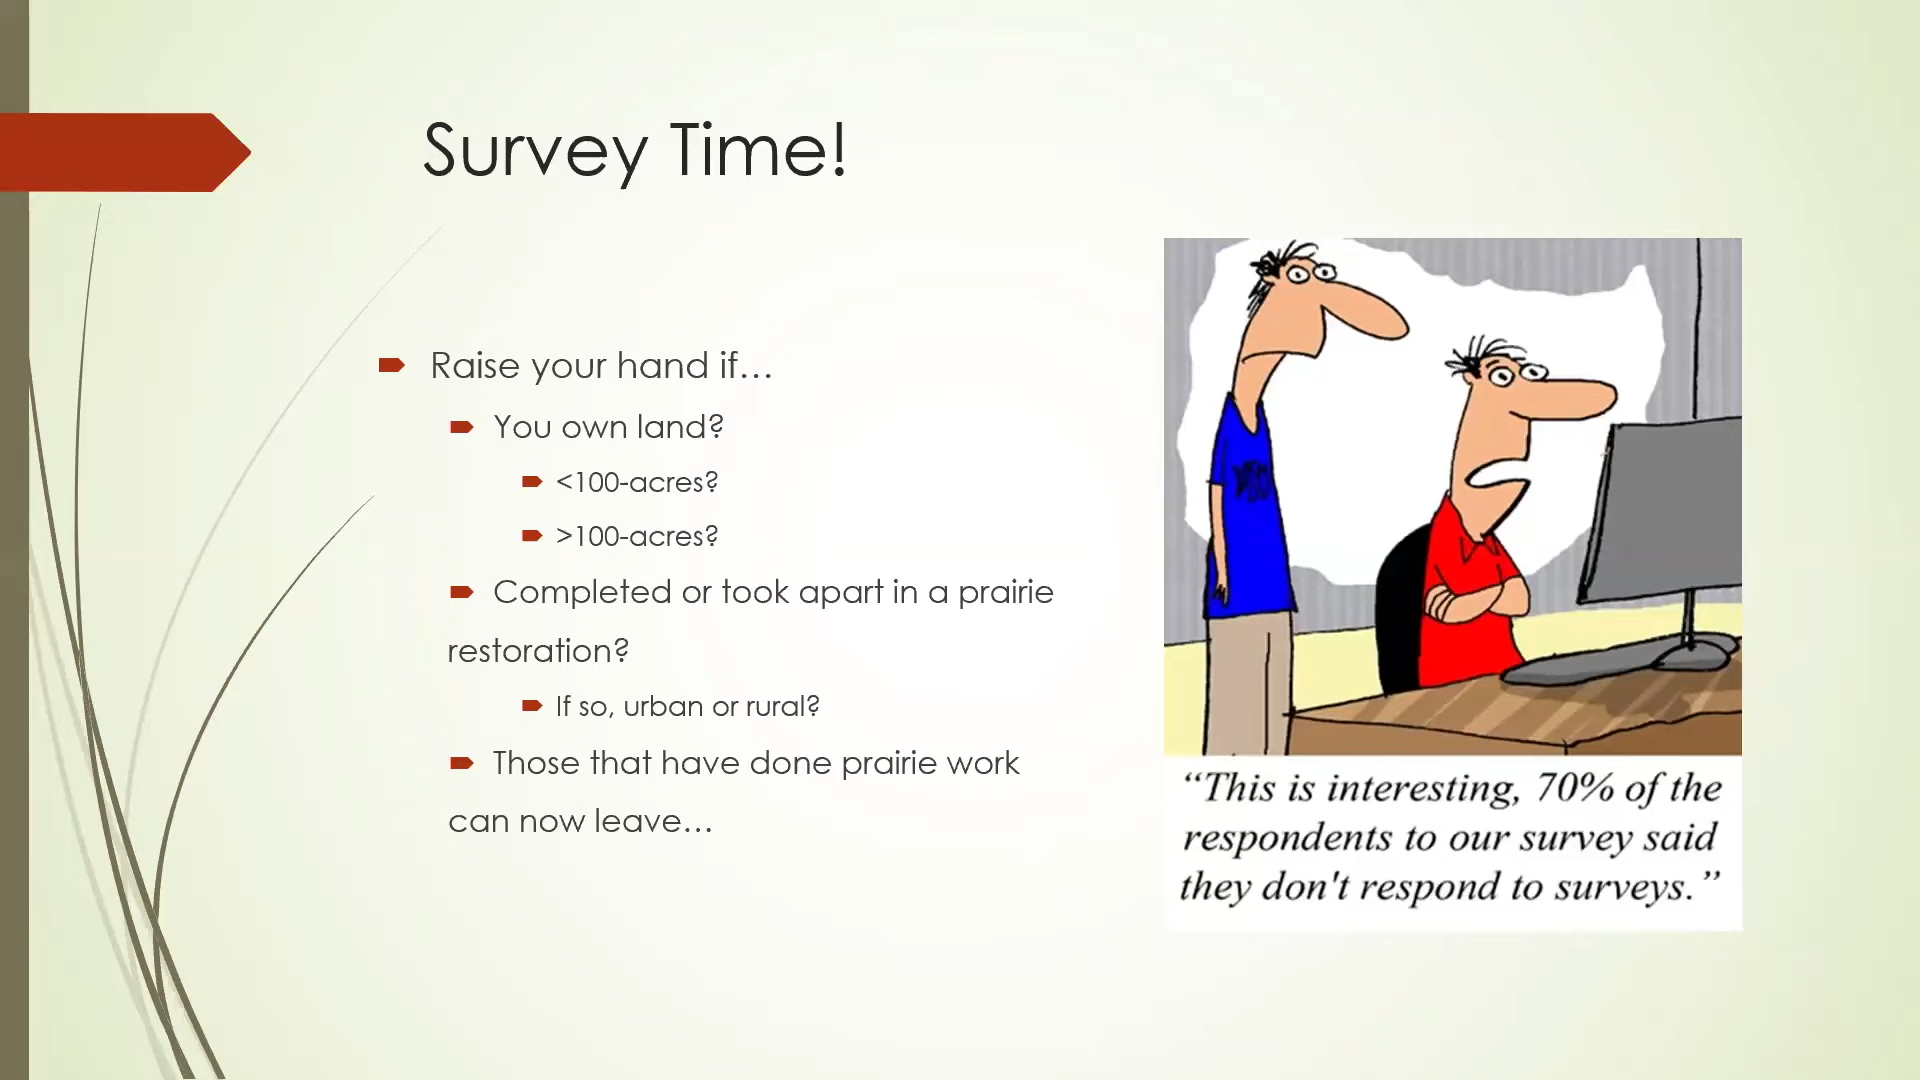 Survey Time!
Raise your hand if…
You own land?
<100-acres?
>100-acres?
Completed or took apart in a prairie
restoration?
If so, urban or rural?
Those that have done prairie work
can now leave…
“This is interesting, 70% of the
respondents to our survey said
they don't respond to surveys.”